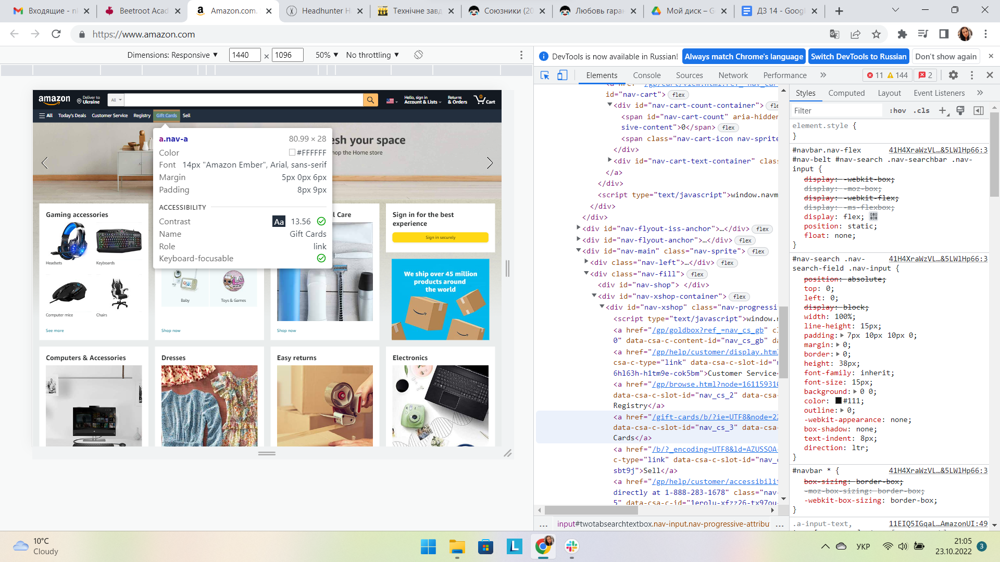 Входящие - n
Beetroot Acad
Amazon.com.
Headhunter H
Технічне завд
Союзники (20
Любовь гаран
Мой диск – G
ДЗ 14 - Googl
https://www.amazon.com
Dimensions: Responsive
1440
×
1096
50%
No throttling
DevTools is now available in Russian!
Always match Chrome's language
Switch DevTools to Russian
Don't show again
Elements
Console
Sources
Network
Performance
11
144
2
amazon
Deliver to
Ukraine
All
Hello, sign in
Account & Lists
Returns
& Orders
0
Cart
All
Today's Deals
Customer Service
Registry
Gift Cards
Sell
esh your space
hop the Home store
a.nav-a
80.99 × 28
Color
#FFFFFF
Font
14px "Amazon Ember", Arial, sans-serif
Margin
5px 0px 6px
Padding
8px 9px
ACCESSIBILITY
Contrast
Aa
13.56
Name
Gift Cards
Role
link
Keyboard-focusable
Gaming accessories
Headsets
Keyboards
Computer mice
Chairs
See more
Baby
Toys & Games
Shop now
l Care
Shop now
Sign in for the best
experience
Sign in securely
We ship over 45 million
products around
the world
Computers & Accessories
Dresses
Easy returns
Electronics
id="nav-cart"> flex
<div id="nav-cart-count-container"> fle
<span id="nav-cart-count" aria-hidden
sive-content">0</span> flex
<span class="nav-cart-icon nav-sprite
</div>
<div id="nav-cart-text-container" clas
</a>
</div>
<script type="text/javascript">window.navm
</div>
</div>
<div id="nav-flyout-iss-anchor">…</div> flex
<div id="nav-flyout-anchor">…</div> flex
<div id="nav-main" class="nav-sprite"> flex
<div class="nav-left">…</div> flex
<div class="nav-fill"> flex
<div id="nav-shop"> </div>
<div id="nav-xshop-container"> flex
<div id="nav-xshop" class="nav-progressi
<script type="text/javascript">window.n
<a href="/gp/goldbox?ref_=nav_cs_gb" cl
0" data-csa-c-content-id="nav_cs_gb" da
<a href="/gp/help/customer/display.html
csa-c-type="link" data-csa-c-slot-id="n
6hl63h-h1tm9e-cok5bm">Customer Service<
<a href="/gp/browse.html?node=161159310
data-csa-c-slot-id="nav_cs_2" data-csa-
Registry</a>
<a href="/gift-cards/b/?ie=UTF8&node=22
data-csa-c-slot-id="nav_cs_3" data-csa-
Cards</a>
<a href="/b/?_encoding=UTF8&ld=AZUSSOA-
c-type="link" data-csa-c-slot-id="nav_c
sbt9j">Sell</a>
<a href="/gp/help/customer/accessibilit
directly at 1-888-283-1678" class="nav-
5" data-csa-c-id="1erolu-xfzz26-tx97ou-
... input#twotabsearchtextbox.nav-input.nav-progressive-attribu ...
Styles
Computed
Layout
Event Listeners
Filter
:hov
.cls
element.style {
}
#navbar.nav-flex 41H4XraWzVL…&5LWlHp66:3
#nav-belt #nav-search .nav-searchbar .nav-
input {
display: -webkit-box;
display: -moz-box;
display: -webkit-flex;
display: -ms-flexbox;
display: flex;
position: static;
float: none;
}
#nav-search .nav- 41H4XraWzVL…&5LWlHp66:3
search-field .nav-input {
position: absolute;
top: 0;
left: 0;
display: block;
width: 100%;
line-height: 15px;
padding: 7px 10px 10px 0;
margin: 0;
border: 0;
height: 38px;
font-family: inherit;
font-size: 15px;
background: 0 0;
color: #111;
outline: 0;
-webkit-appearance: none;
box-shadow: none;
text-indent: 8px;
direction: ltr;
}
#navbar * { 41H4XraWzVL…&5LWlHp66:3
box-sizing: border-box;
-moz-box-sizing: border-box;
-webkit-box-sizing: border-box;
}
.a-input-text, 11EIQ5IGqaL…AmazonUI:49
10°C
Cloudy
УКР
21:05
23.10.2022
3